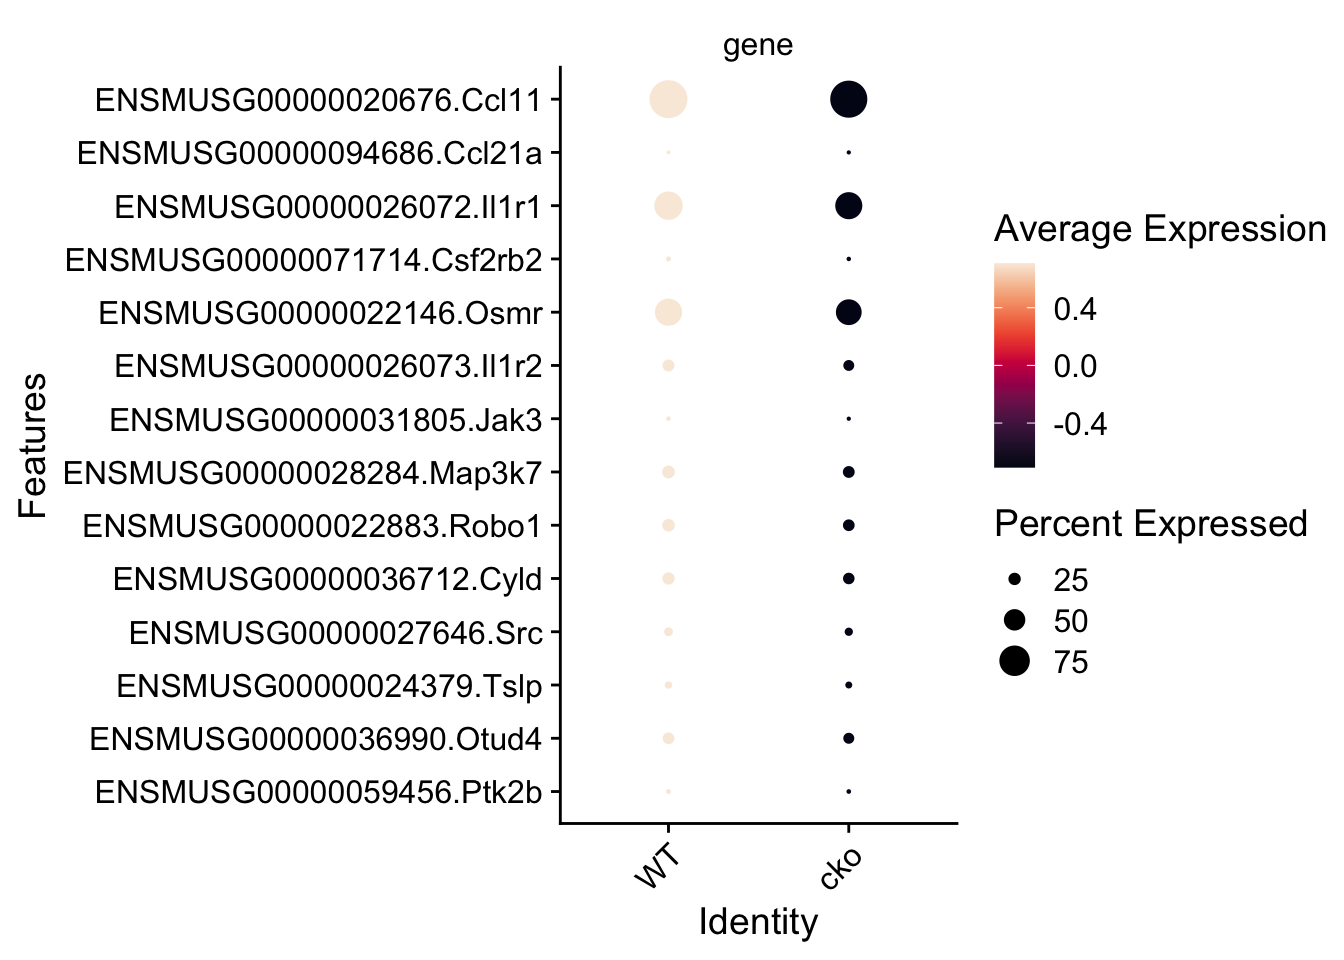 gene
ENSMUSG00000020676.Ccl11
ENSMUSG00000094686.Ccl21a
ENSMUSG00000026072.Il1r1
ENSMUSG00000071714.Csf2rb2
ENSMUSG00000022146.Osmr
ENSMUSG00000026073.Il1r2
ENSMUSG00000031805.Jak3
ENSMUSG00000028284.Map3k7
ENSMUSG00000022883.Robo1
ENSMUSG00000036712.Cyld
ENSMUSG00000027646.Src
ENSMUSG00000024379.Tslp
ENSMUSG00000036990.Otud4
ENSMUSG00000059456.Ptk2b
Features
WT
cko
Identity
Average Expression
0.4
0.0
-0.4
Percent Expressed
25
50
75